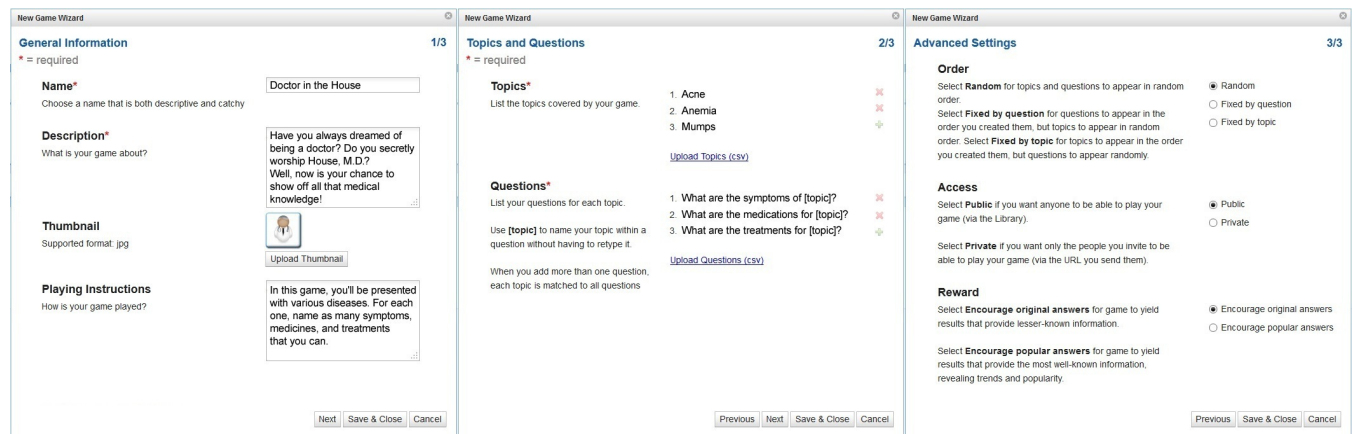 New Game Wizard
General Information 1/3
* = required
Name*
Choose a name that is both descriptive and catchy
Doctor in the House
Description*
What is your game about?
Have you always dreamed of
being a doctor? Do you secretly
worship House, M.D.?
Well, now is your chance to
show off all that medical
knowledge!
Thumbnail
Supported format: jpg
Upload Thumbnail
Playing Instructions
How is your game played?
In this game, you'll be presented
with various diseases. For each
one, name as many symptoms,
medicines, and treatments
that you can.
Next Save & Close Cancel
New Game Wizard
Topics and Questions 2/3
* = required
Topics*
List the topics covered by your game.
1. Acne
2. Anemia
3. Mumps
Upload Topics (csv)
Questions*
List your questions for each topic.
Use [topic] to name your topic within a
question without having to retype it.
When you add more than one question,
each topic is matched to all questions
1. What are the symptoms of [topic]?
2. What are the medications for [topic]?
3. What are the treatments for [topic]?
Upload Questions (csv)
Previous Next Save & Close Cancel
New Game Wizard
Advanced Settings 3/3
Order
Select Random for topics and questions to appear in random
order.
Select Fixed by question for questions to appear in the
order you created them, but topics to appear in random
order. Select Fixed by topic for topics to appear in the order
you created them, but questions to appear randomly.
Random
Fixed by question
Fixed by topic
Access
Select Public if you want anyone to be able to play your
game (via the Library).
Select Private if you want only the people you invite to be
able to play your game (via the URL you send them).
Public
Private
Reward
Select Encourage original answers for game to yield
results that provide lesser-known information.
Select Encourage popular answers for game to yield
results that provide the most well-known information,
revealing trends and popularity.
Encourage original answers
Encourage popular answers
Previous Save & Close Cancel